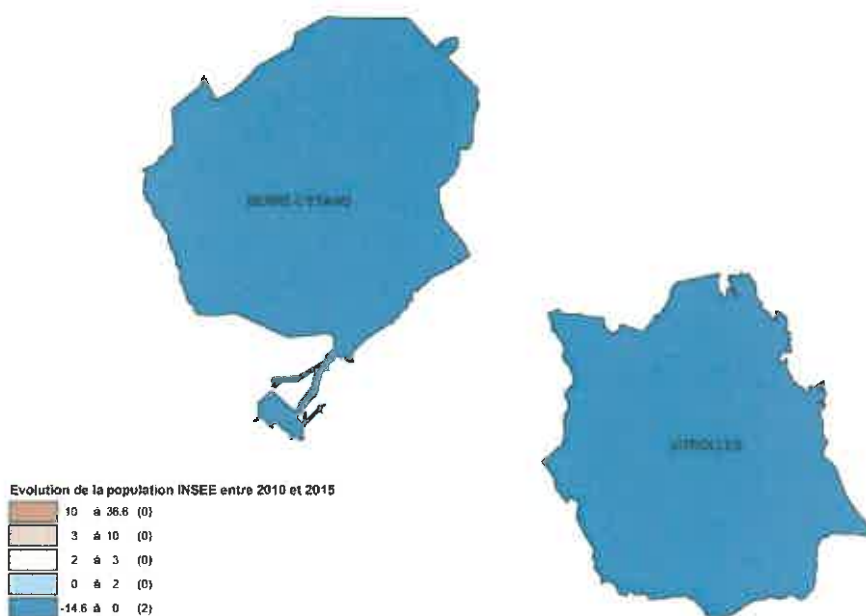 BERRE-L'ETANG
VITROLLES
Evolution de la population INSEE entre 2010 et 2015
10 à 36.6 (0)
3 à 10 (0)
2 à 3 (0)
0 à 2 (0)
-14.6 à 0 (2)